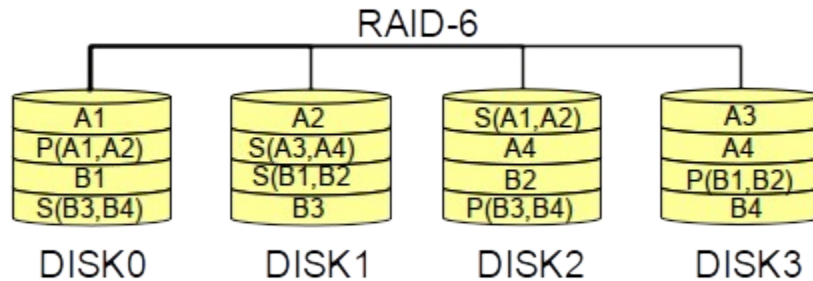 RAID-6
A1
P(A1,A2)
B1
S(B3,B4)
A2
S(A3,A4)
S(B1,B2
B3
S(A1,A2)
A4
B2
P(B3,B4)
A3
A4
P(B1,B2)
B4
DISK0 DISK1 DISK2 DISK3